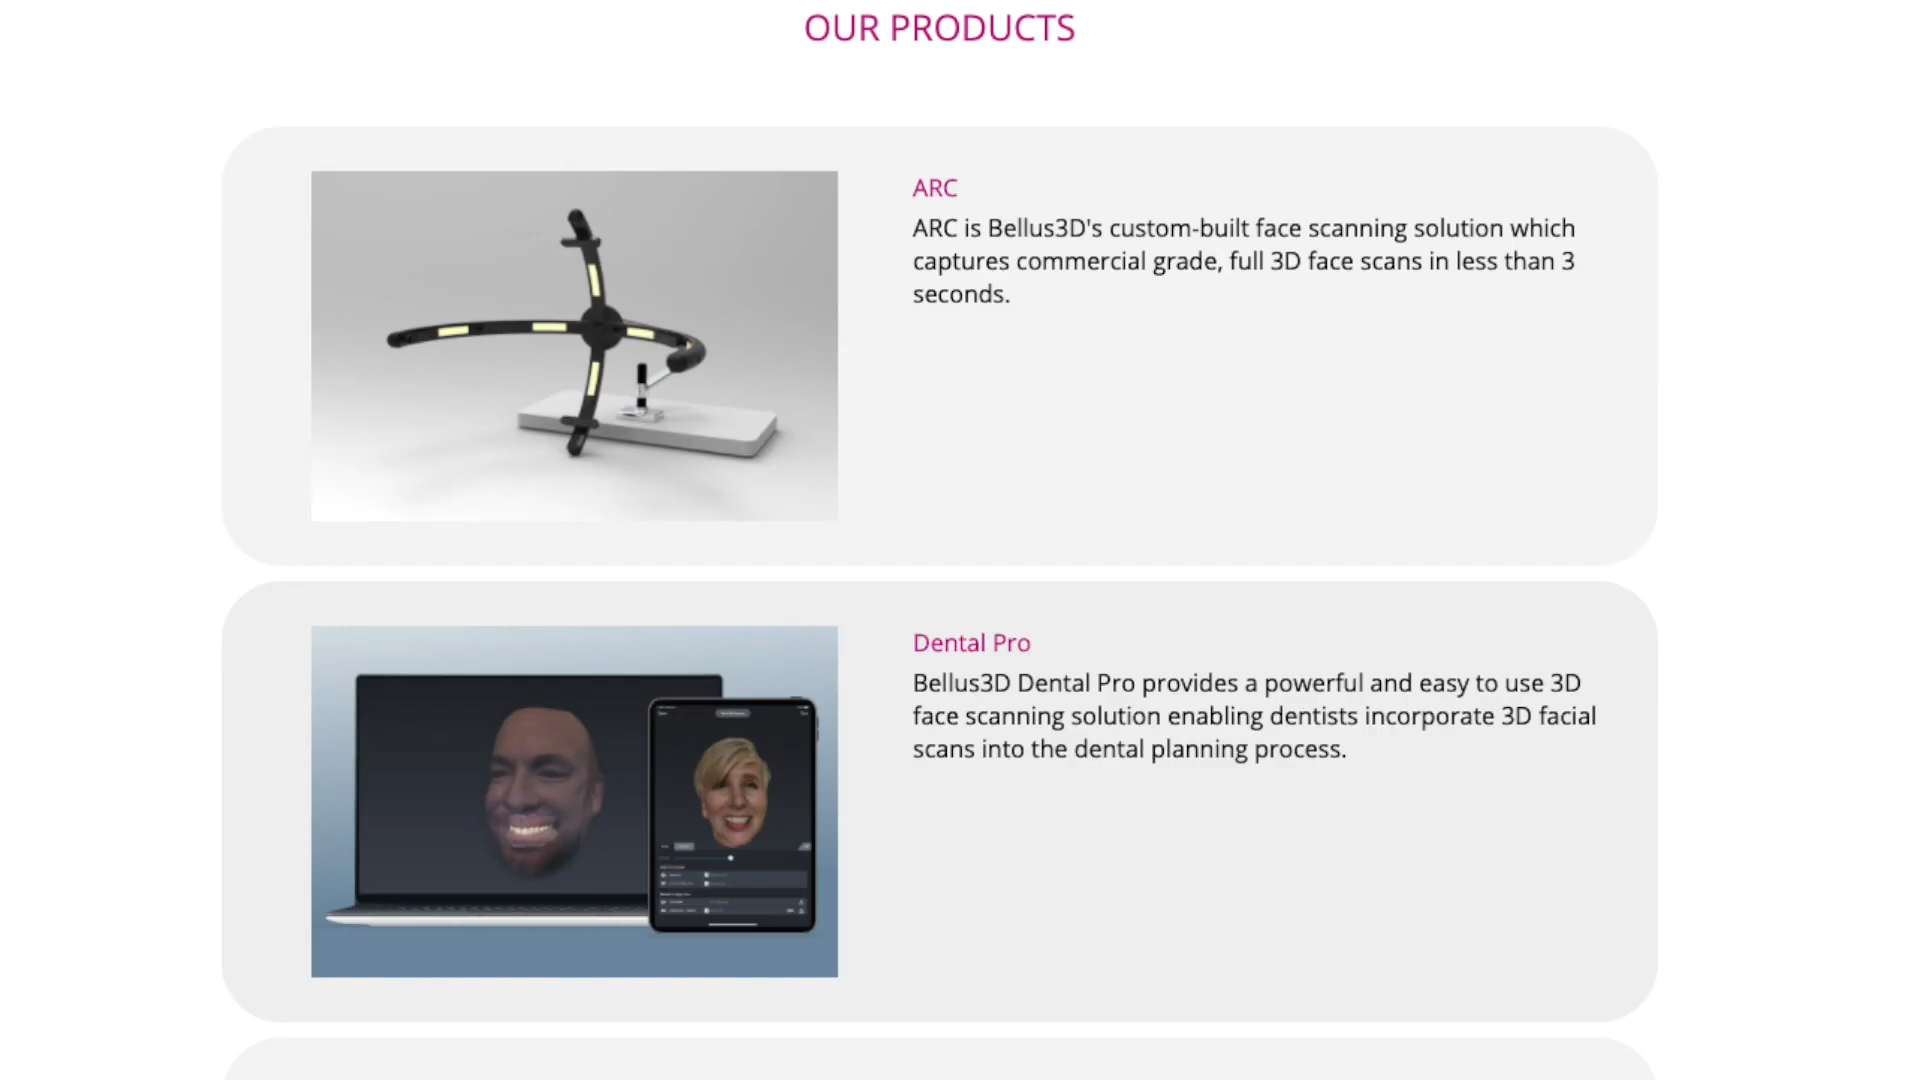 OUR PRODUCTS
ARC
ARC is Bellus3D's custom-built face scanning solution which
captures commercial grade, full 3D face scans in less than 3
seconds.
Dental Pro
Bellus3D Dental Pro provides a powerful and easy to use 3D
face scanning solution enabling dentists incorporate 3D facial
scans into the dental planning process.